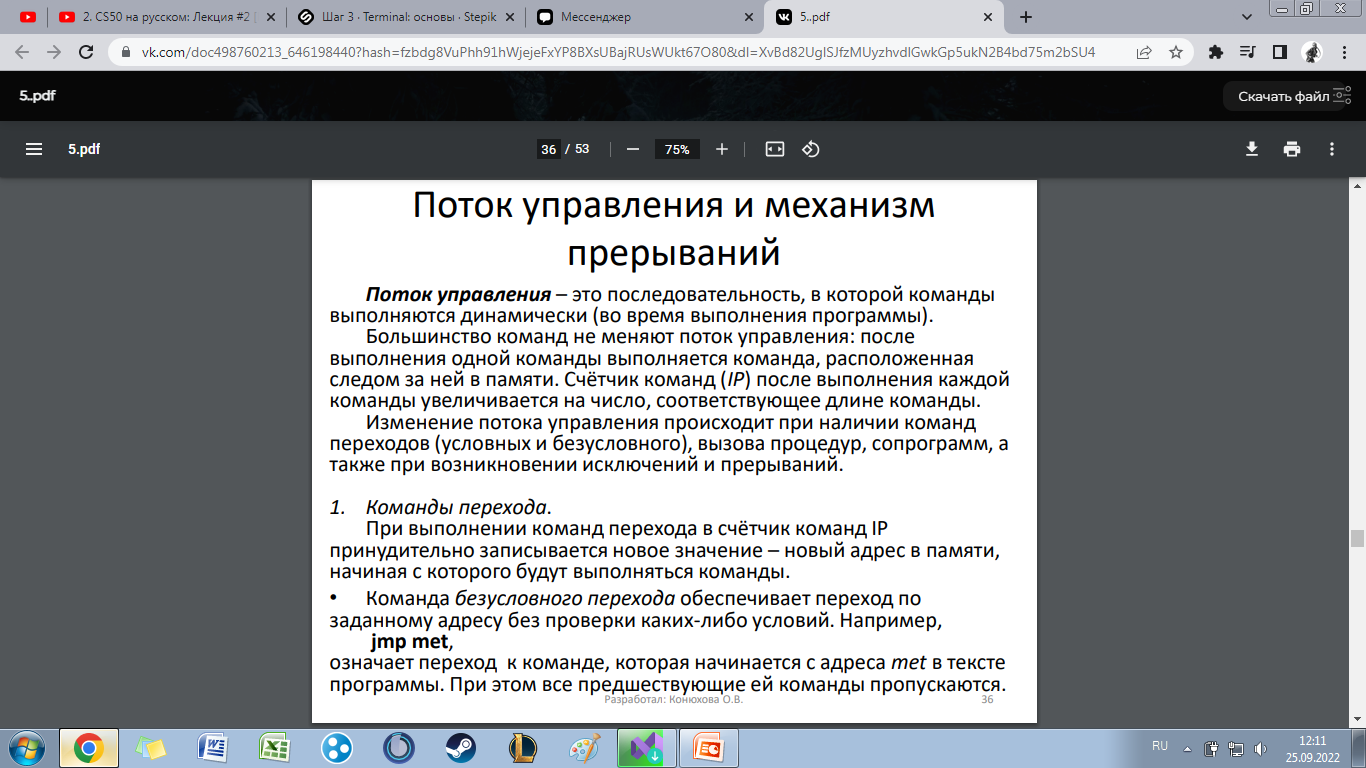 2. CS50 на русском: Лекция #2
Шаг 3 · Terminal: основы · Stepik
Мессенджер
5..pdf
vk.com/doc498760213_646198440?hash=fzbdg8VuPhh91hWjejeFxYP8BXsUBajRUsWUkt67O80&dl=XvBd82UgISJfzMUyzhvdIGwkGp5ukN2B4bd75m2bSU4
5..pdf
Скачать файл
5.pdf
36 / 53
75%
Поток управления и механизм
прерываний
Поток управления – это последовательность, в которой команды
выполняются динамически (во время выполнения программы).
Большинство команд не меняют поток управления: после
выполнения одной команды выполняется команда, расположенная
следом за ней в памяти. Счётчик команд (IP) после выполнения каждой
команды увеличивается на число, соответствующее длине команды.
Изменение потока управления происходит при наличии команд
переходов (условных и безусловного), вызова процедур, сопрограмм, а
также при возникновении исключений и прерываний.
1. Команды перехода.
При выполнении команд перехода в счётчик команд IP
принудительно записывается новое значение – новый адрес в памяти,
начиная с которого будут выполняться команды.
• Команда безусловного перехода обеспечивает переход по
заданному адресу без проверки каких-либо условий. Например,
jmp met,
означает переход к команде, которая начинается с адреса met в тексте
программы. При этом все предшествующие ей команды пропускаются.
Разработал: Конюхова О.В.
36
RU
12:11
25.09.2022